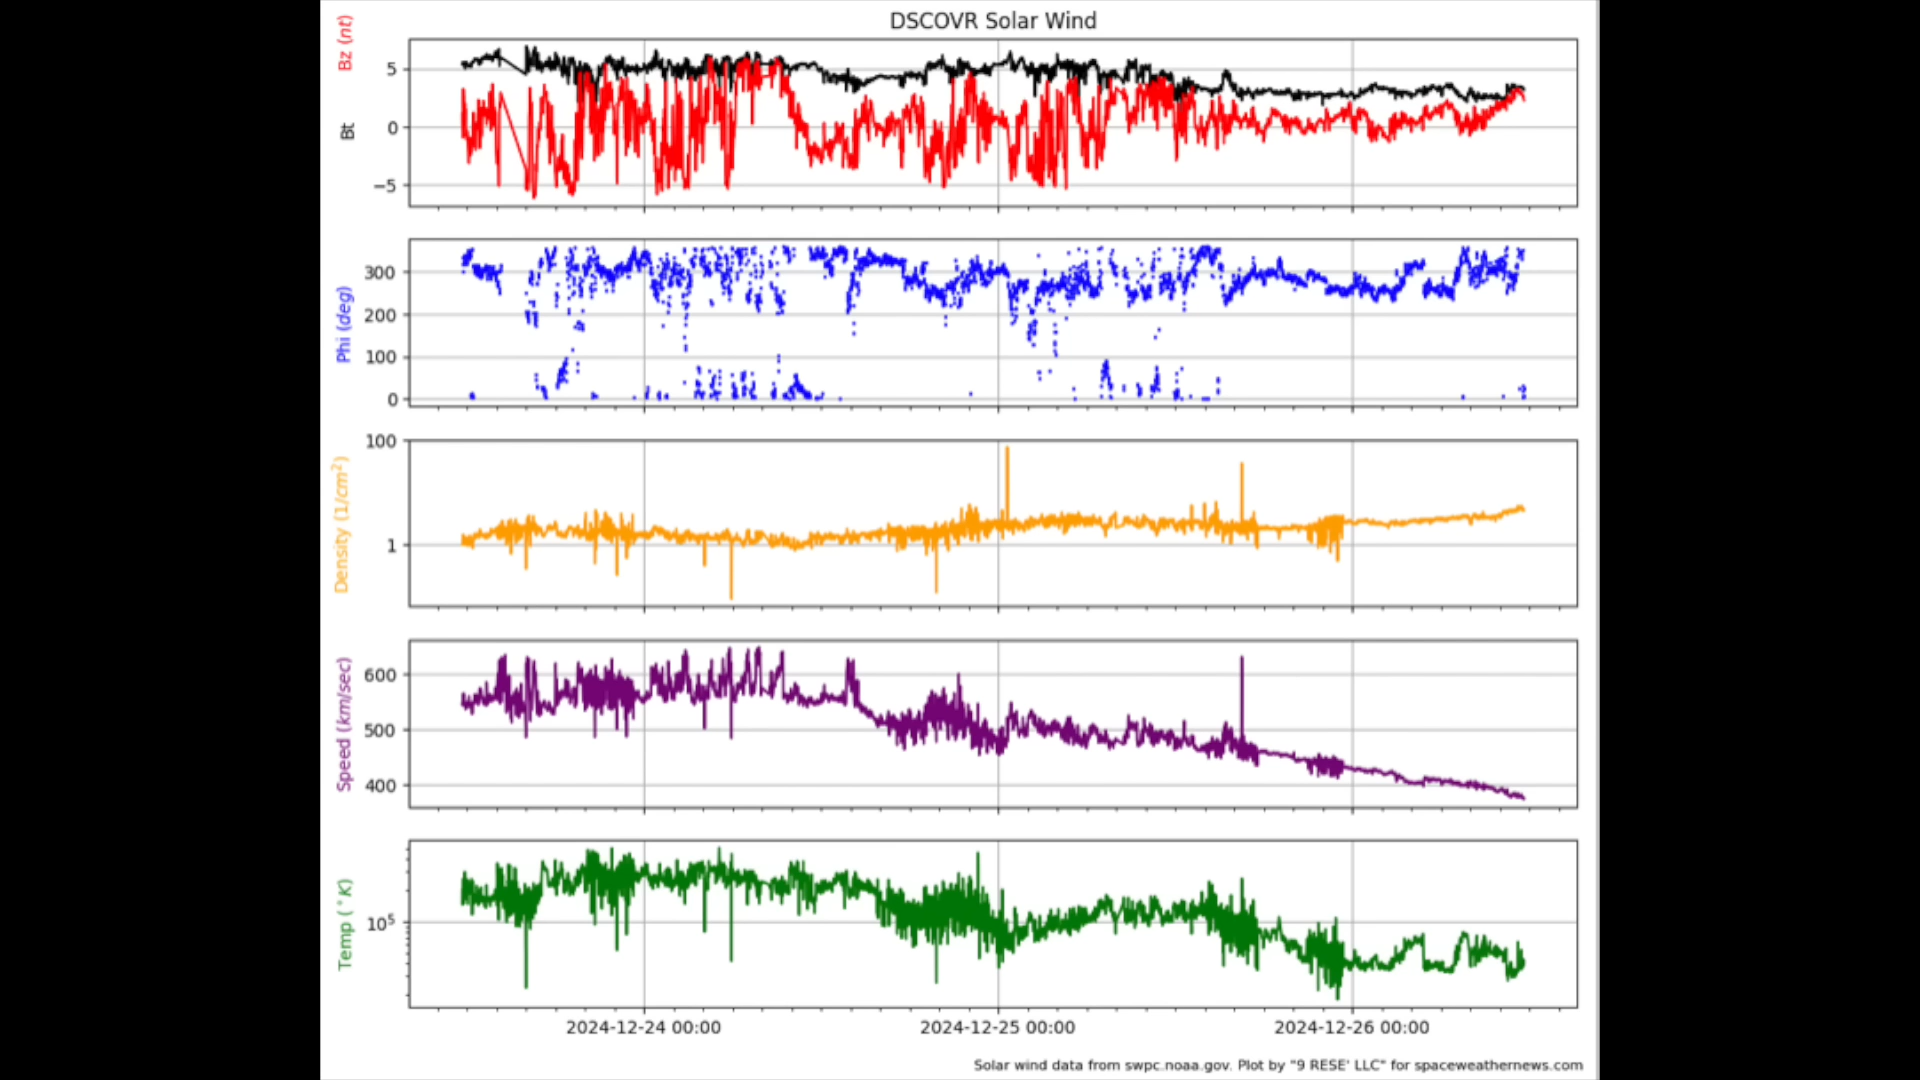 DSCOVR Solar Wind
Bz (nt)
Bt
5
0
−5
Phi (deg)
300
200
100
0
Density (1/cm²)
100
1
Speed (km/sec)
600
500
400
Temp (°K)
10⁵
2024-12-24 00:00 2024-12-25 00:00 2024-12-26 00:00
Solar wind data from swpc.noaa.gov. Plot by "9 RESE' LLC" for spaceweathernews.com